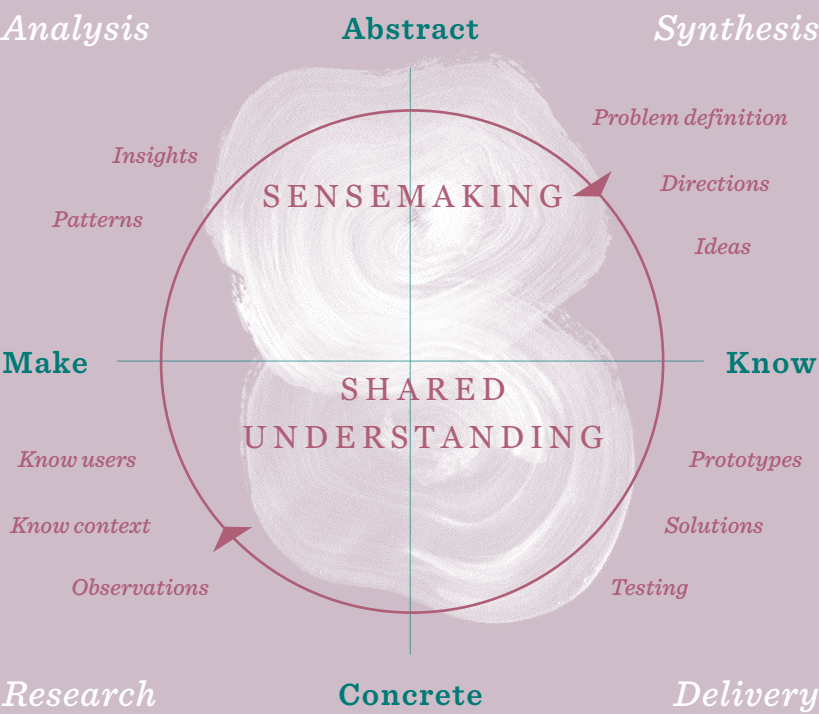 Analysis
Abstract
Synthesis
Problem definition
Insights
Directions
SENSEMAKING
Patterns
Ideas
Make
Know
SHARED
UNDERSTANDING
Know users
Prototypes
Know context
Solutions
Observations
Testing
Research
Concrete
Delivery